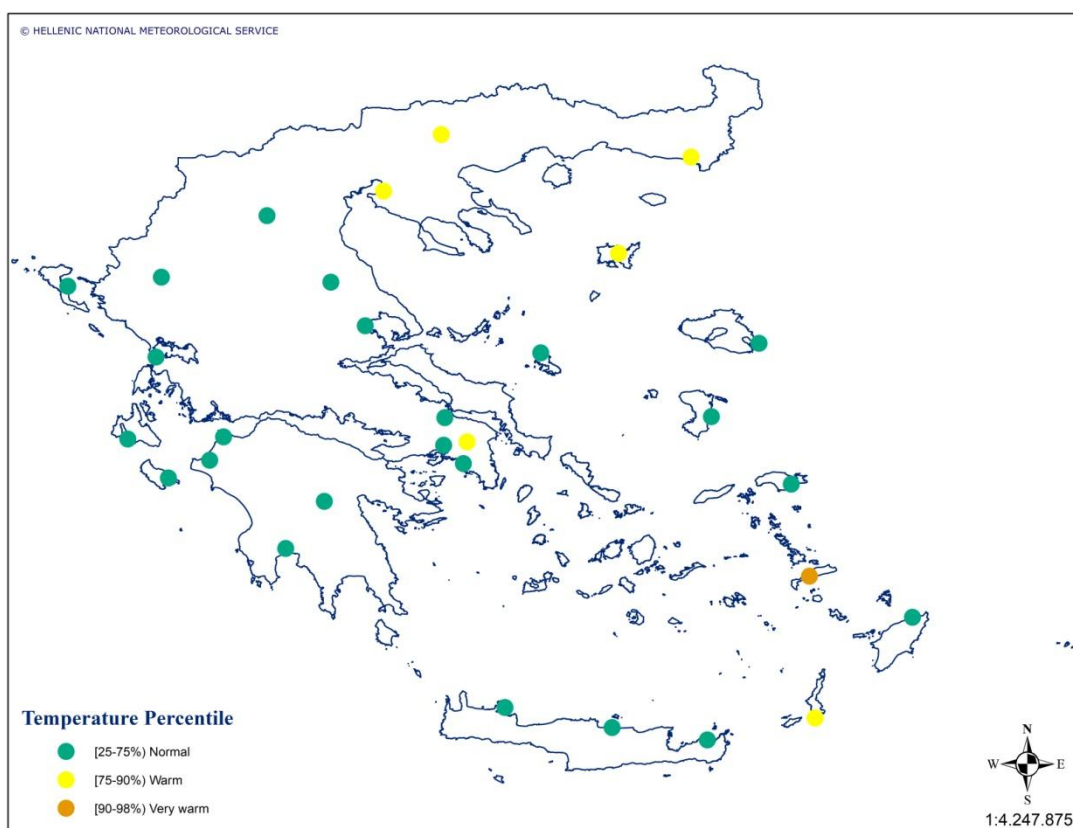 © HELLENIC NATIONAL METEOROLOGICAL SERVICE
Temperature Percentile
[25-75%) Normal
[75-90%) Warm
[90-98%) Very warm
N
W E
S
1:4.247.875